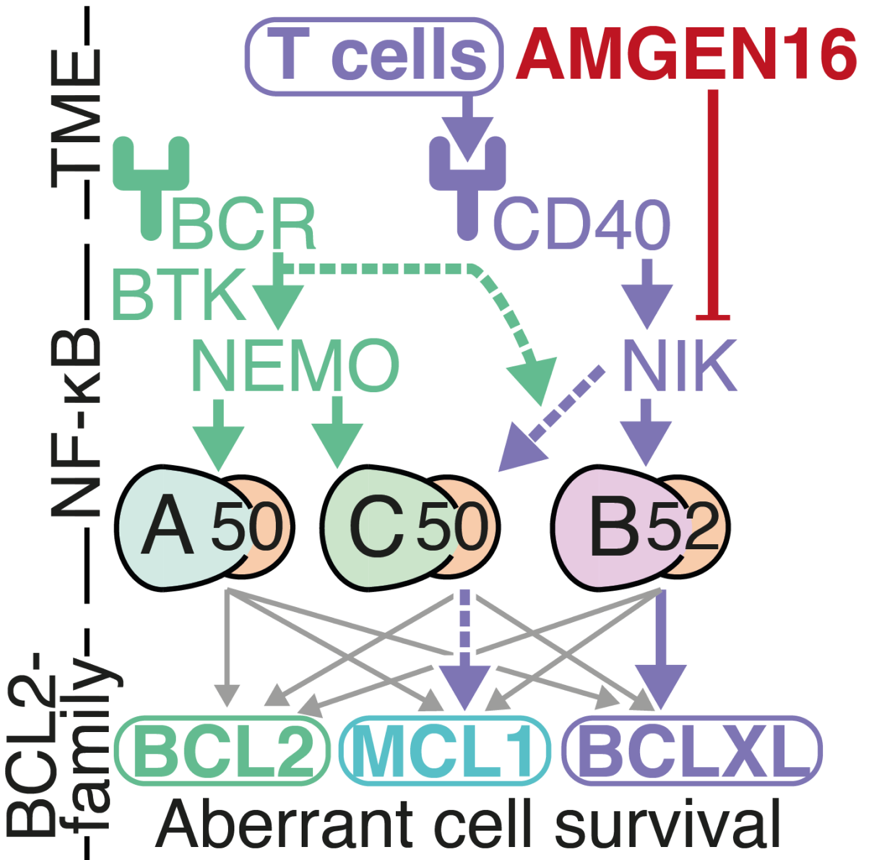 TME
NF-κB
BCL2-
family
T cells
AMGEN16
BCR
CD40
BTK
NEMO
NIK
A 50
C 50
B 52
BCL2
MCL1
BCLXL
Aberrant cell survival